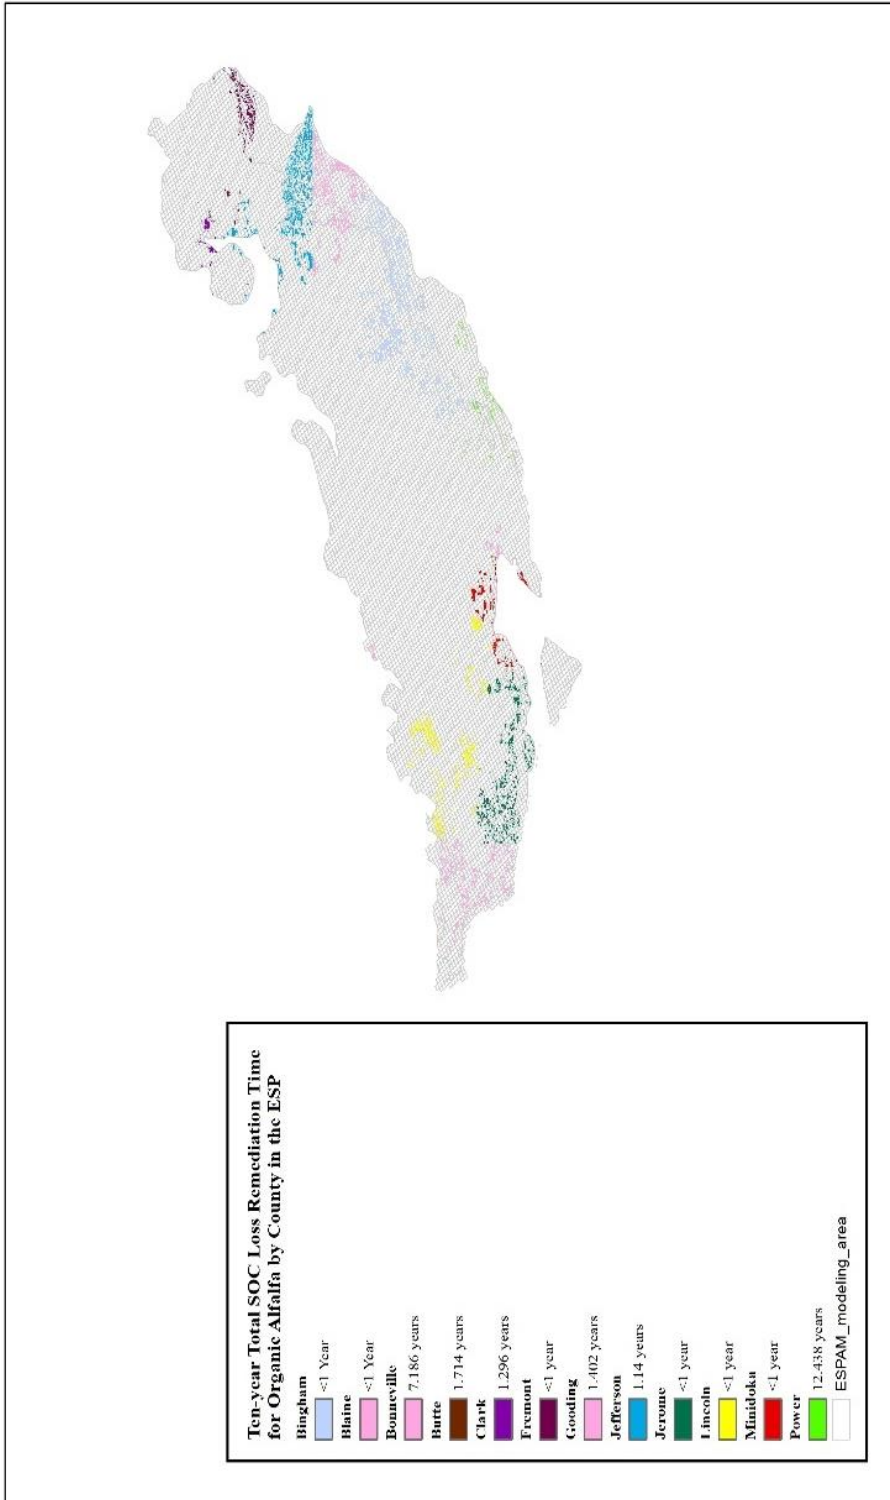 Ten-year Total SOC Loss Remediation Time
for Organic Alfalfa by County in the ESP
Bingham
<1 Year
Blaine
<1 Year
Bonneville
7.186 years
Butte
1.714 years
Clark
1.296 years
Fremont
<1 year
Gooding
1.402 years
Jefferson
1.14 years
Jerome
<1 year
Lincoln
<1 year
Minidoka
<1 year
Power
12.438 years
ESPAM_modeling_area